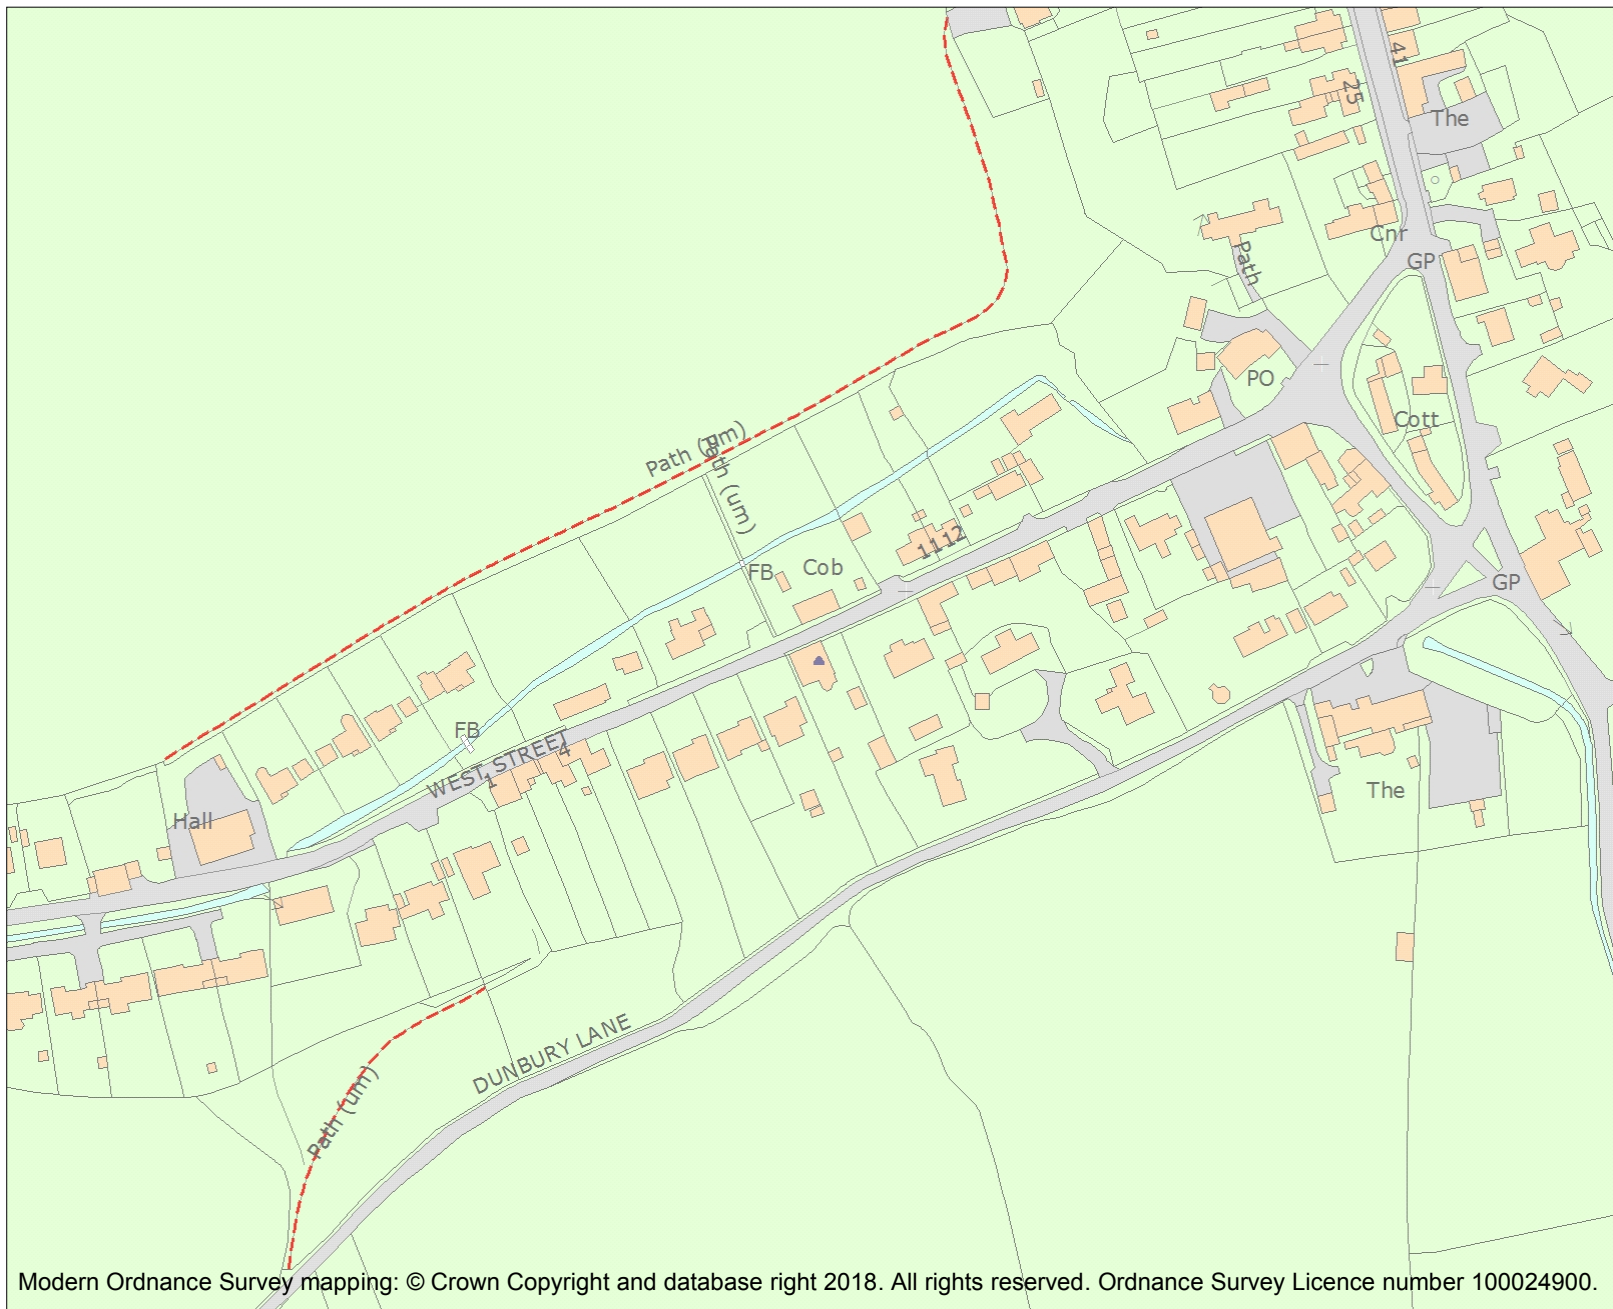 41
25
The
Cnr
GP
Path
PO
Cott
Path (um)
Path (um)
1112
FB
Cob
GP
FB
WEST STREET
1
4
Hall
The
DUNBURY LANE
Path (um)
Modern Ordnance Survey mapping: © Crown Copyright and database right 2018. All rights reserved. Ordnance Survey Licence number 100024900.